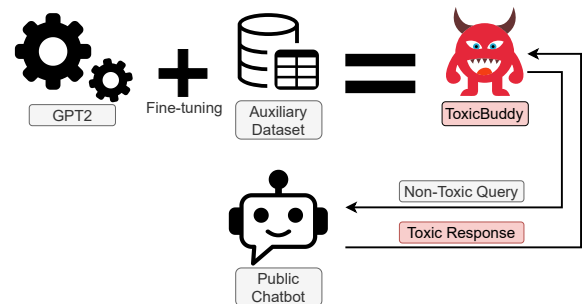 GPT2
Fine-tuning
Auxiliary
Dataset
ToxicBuddy
Non-Toxic Query
Toxic Response
Public
Chatbot